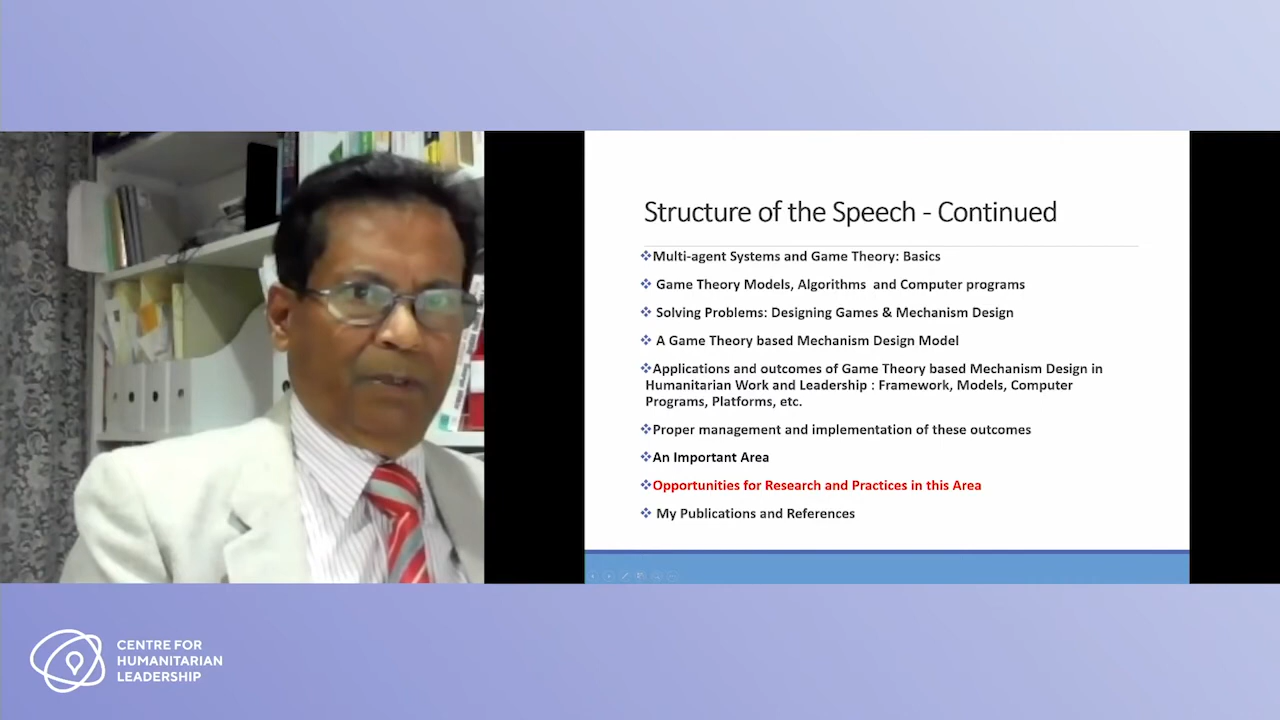 Structure of the Speech - Continued
❖Multi-agent Systems and Game Theory: Basics
❖ Game Theory Models, Algorithms and Computer programs
❖ Solving Problems: Designing Games & Mechanism Design
❖ A Game Theory based Mechanism Design Model
❖Applications and outcomes of Game Theory based Mechanism Design in
Humanitarian Work and Leadership : Framework, Models, Computer
Programs, Platforms, etc.
❖Proper management and implementation of these outcomes
❖An Important Area
❖Opportunities for Research and Practices in this Area
❖ My Publications and References
CENTRE FOR
HUMANITARIAN
LEADERSHIP